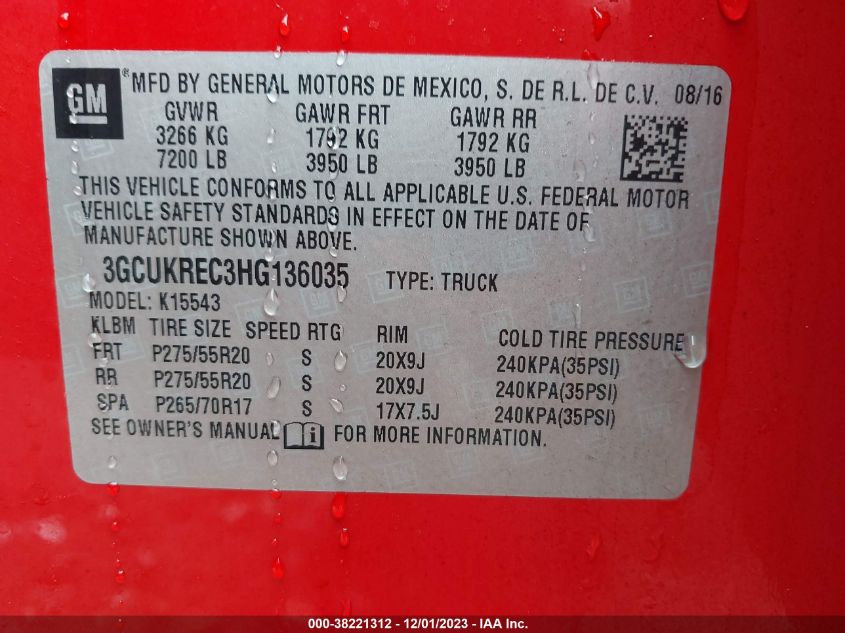 GM ® MFD BY GENERAL MOTORS DE MEXICO, S. DE R.L. DE C.V. 08/16
GVWR GAWR FRT GAWR RR
3266 KG 1792 KG 1792 KG
7200 LB 3950 LB 3950 LB
THIS VEHICLE CONFORMS TO ALL APPLICABLE U.S. FEDERAL MOTOR
VEHICLE SAFETY STANDARDS IN EFFECT ON THE DATE OF
MANUFACTURE SHOWN ABOVE.
3GCUKREC3HG136035 TYPE: TRUCK
MODEL: K15543
KLBM TIRE SIZE SPEED RTG RIM COLD TIRE PRESSURE
FRT P275/55R20 S 20X9J 240KPA(35PSI)
RR P275/55R20 S 20X9J 240KPA(35PSI)
SPA P265/70R17 S 17X7.5J 240KPA(35PSI)
SEE OWNER'S MANUAL i FOR MORE INFORMATION.
000-38221312 - 12/01/2023 - IAA Inc.